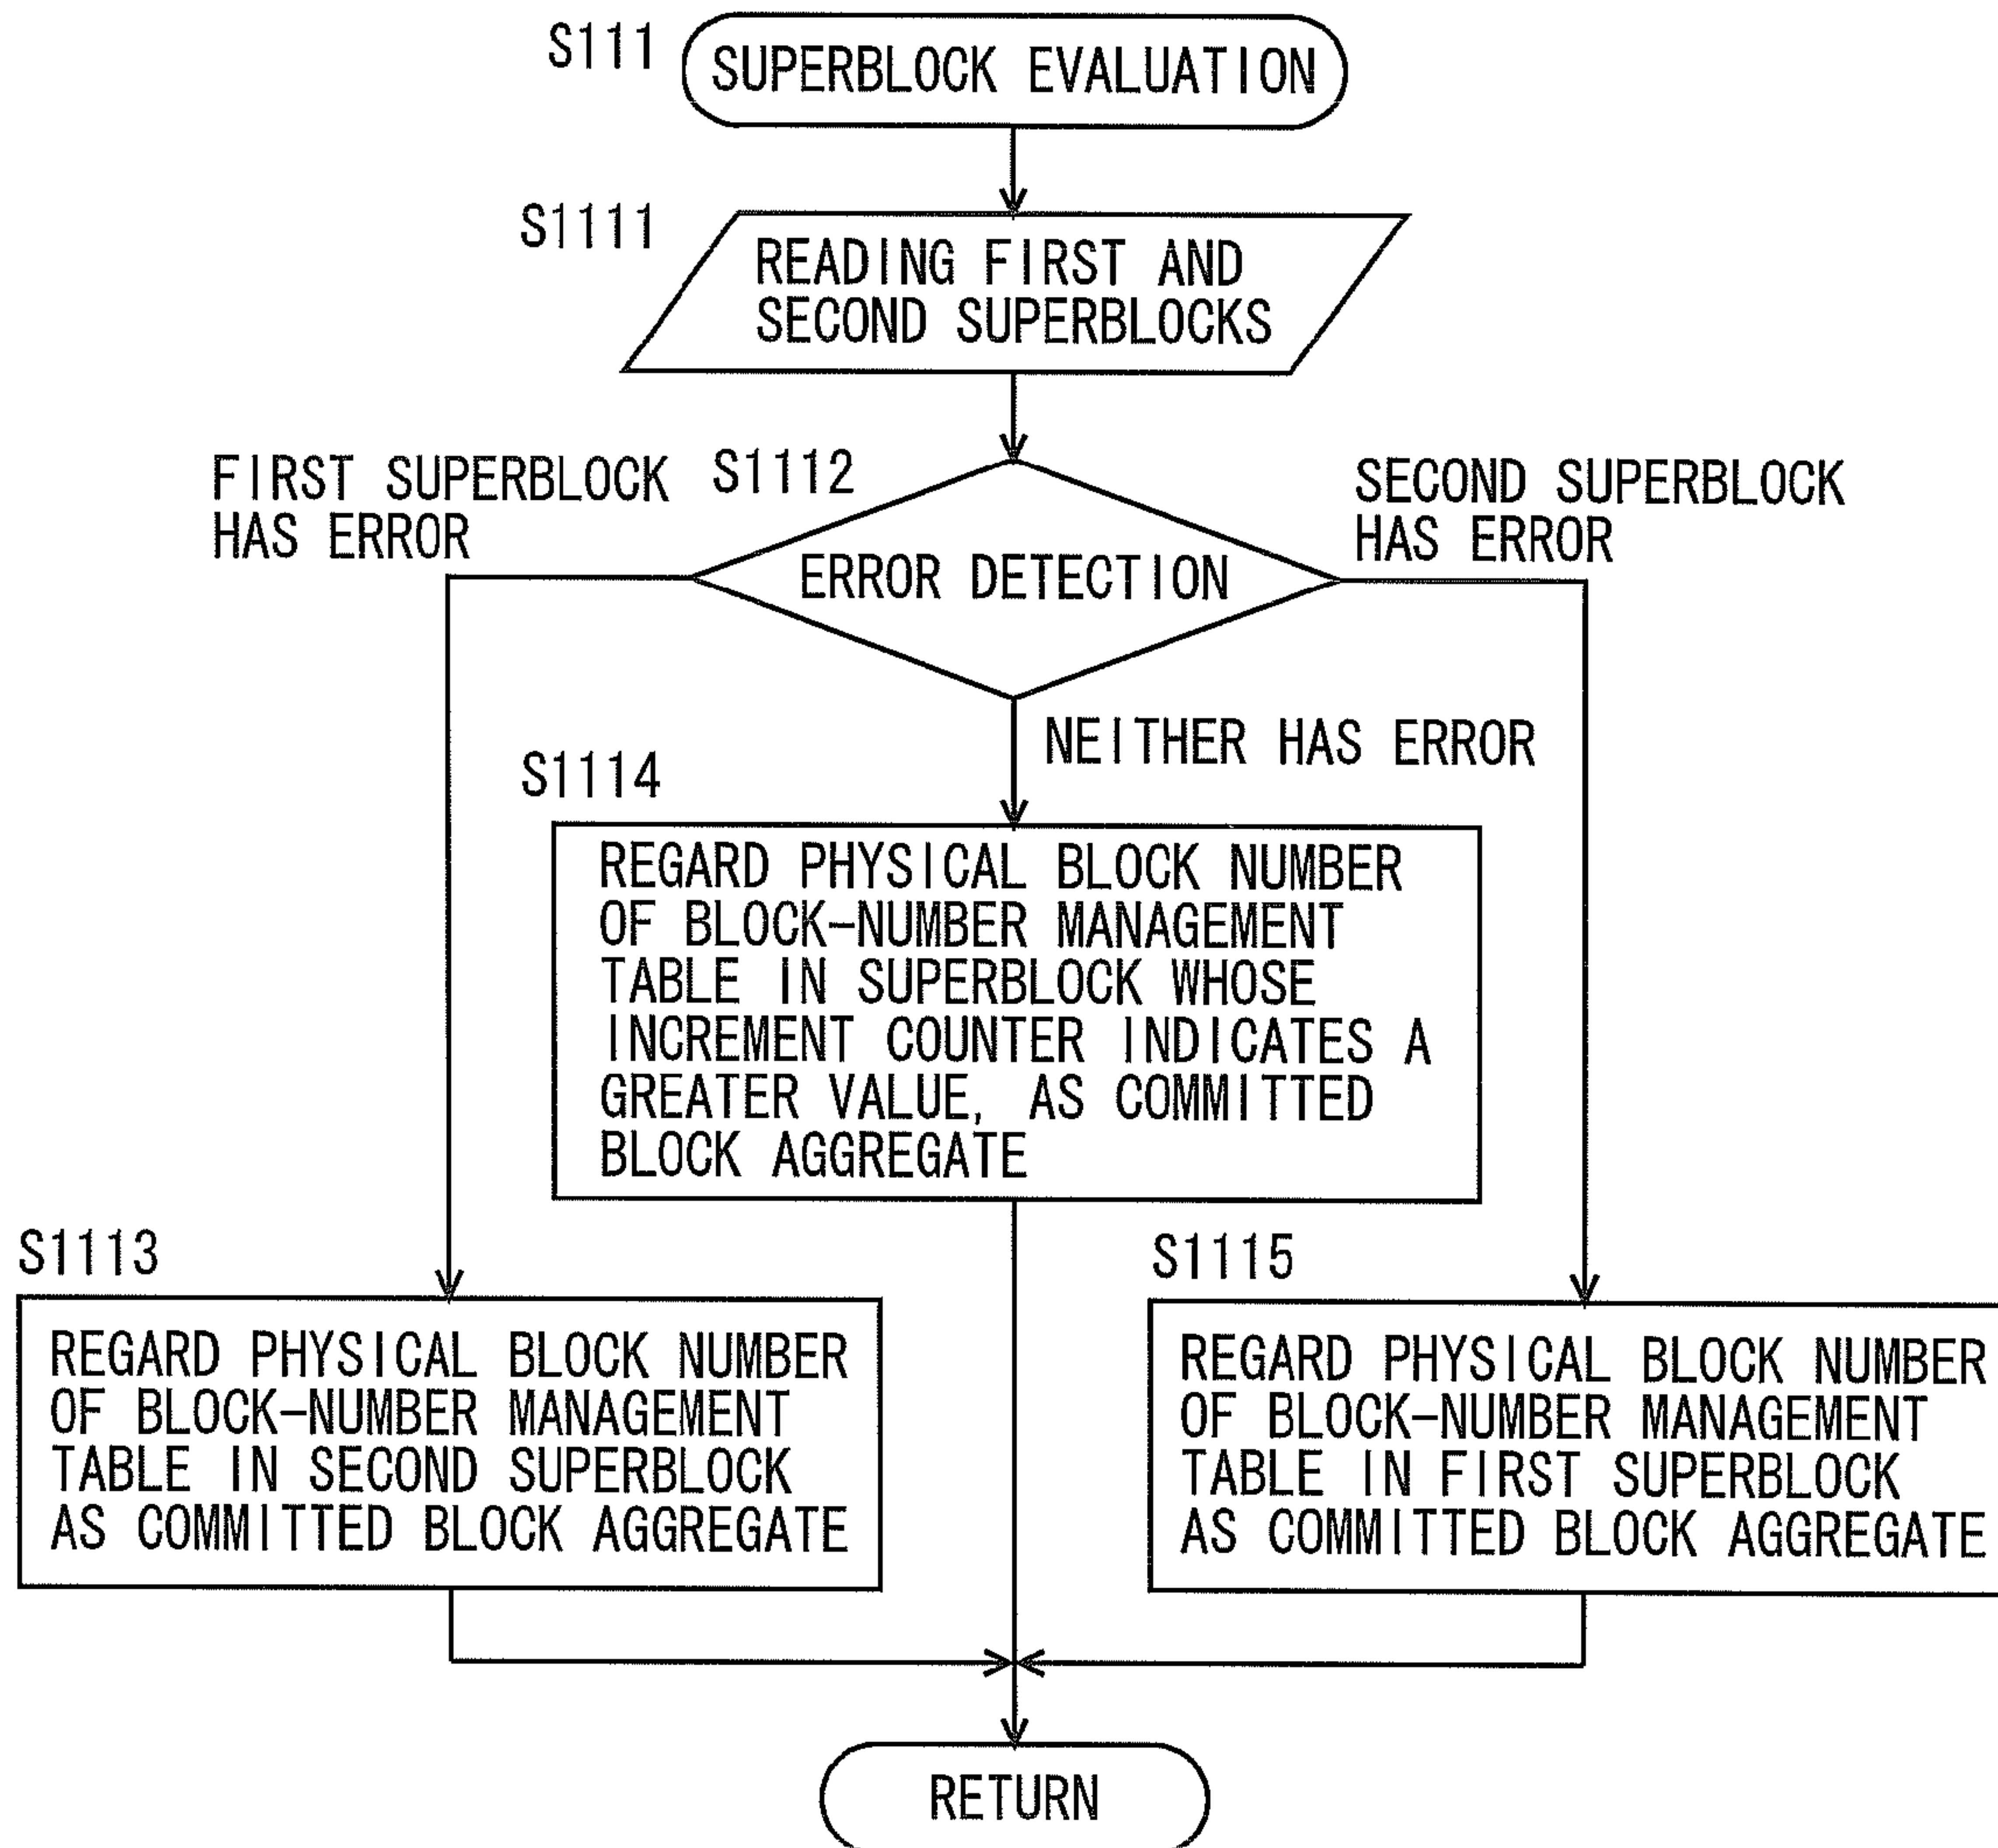 S111
SUPERBLOCK EVALUATION
S1111
READING FIRST AND
SECOND SUPERBLOCKS
FIRST SUPERBLOCK
HAS ERROR
S1112
ERROR DETECTION
SECOND SUPERBLOCK
HAS ERROR
NEITHER HAS ERROR
S1114
REGARD PHYSICAL BLOCK NUMBER
OF BLOCK-NUMBER MANAGEMENT
TABLE IN SUPERBLOCK WHOSE
INCREMENT COUNTER INDICATES A
GREATER VALUE, AS COMMITTED
BLOCK AGGREGATE
S1113
REGARD PHYSICAL BLOCK NUMBER
OF BLOCK-NUMBER MANAGEMENT
TABLE IN SECOND SUPERBLOCK
AS COMMITTED BLOCK AGGREGATE
S1115
REGARD PHYSICAL BLOCK NUMBER
OF BLOCK-NUMBER MANAGEMENT
TABLE IN FIRST SUPERBLOCK
AS COMMITTED BLOCK AGGREGATE
RETURN